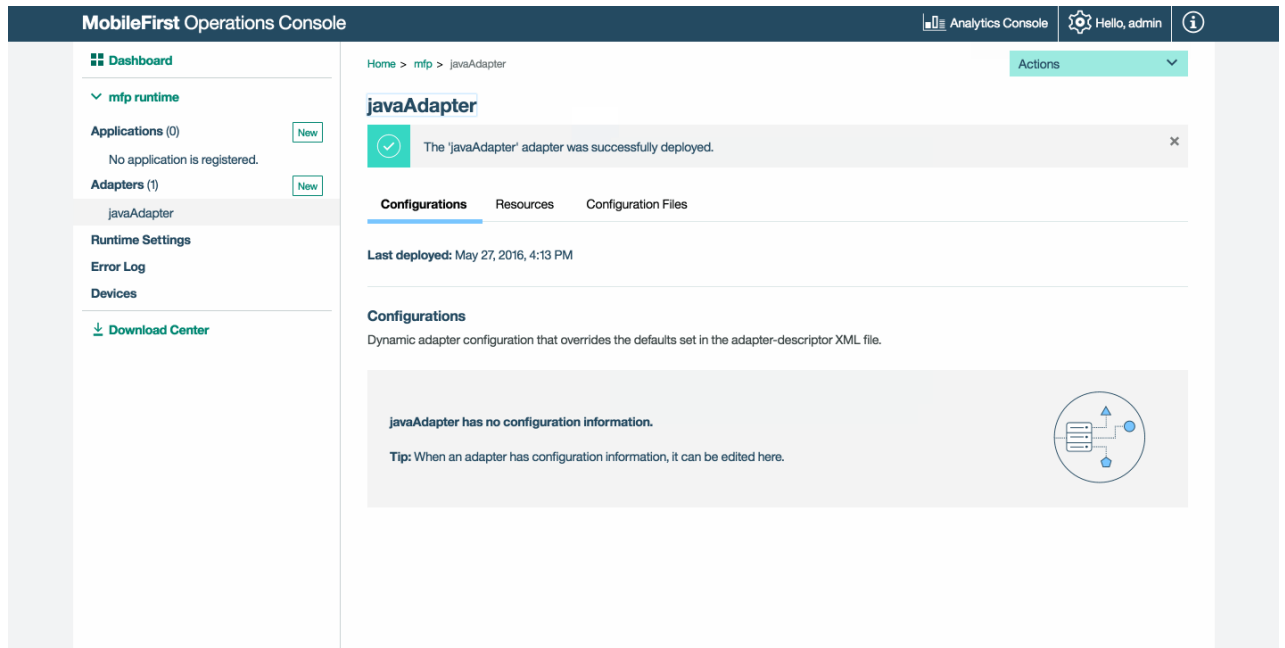 MobileFirst Operations Console
Analytics Console
Hello, admin
Dashboard
mfp runtime
Applications (0)
New
No application is registered.
Adapters (1)
New
javaAdapter
Runtime Settings
Error Log
Devices
Download Center
Home > mfp > javaAdapter
Actions
javaAdapter
The 'javaAdapter' adapter was successfully deployed.
Configurations Resources Configuration Files
Last deployed: May 27, 2016, 4:13 PM
Configurations
Dynamic adapter configuration that overrides the defaults set in the adapter-descriptor XML file.
javaAdapter has no configuration information.
Tip: When an adapter has configuration information, it can be edited here.